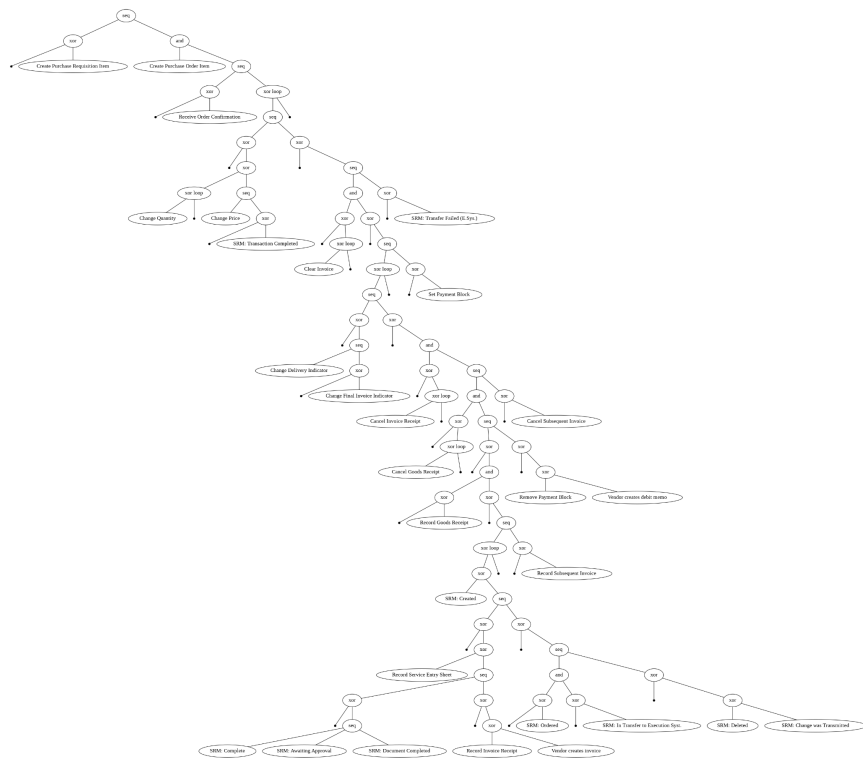 seq
xor
and
Create Purchase Requisition Item
Create Purchase Order Item
seq
xor
xor loop
Receive Order Confirmation
seq
xor
xor
xor
seq
xor loop
seq
and
xor
Change Quantity
Change Price
xor
xor
xor
SRM: Transfer Failed (E.Sys.)
SRM: Transaction Completed
xor loop
seq
Clear Invoice
xor loop
xor
seq
Set Payment Block
xor
xor
seq
and
Change Delivery Indicator
xor
xor
seq
Change Final Invoice Indicator
xor loop
and
xor
Cancel Invoice Receipt
xor
seq
Cancel Subsequent Invoice
xor loop
xor
xor
Cancel Goods Receipt
and
xor
xor
xor
Remove Payment Block
Vendor creates debit memo
Record Goods Receipt
seq
xor loop
xor
xor
Record Subsequent Invoice
SRM: Created
seq
xor
xor
xor
seq
Record Service Entry Sheet
seq
and
xor
xor
xor
xor
xor
xor
seq
xor
SRM: Ordered
SRM: In Transfer to Execution Syst.
SRM: Deleted
SRM: Change was Transmitted
SRM: Complete
SRM: Awaiting Approval
SRM: Document Completed
Record Invoice Receipt
Vendor creates invoice